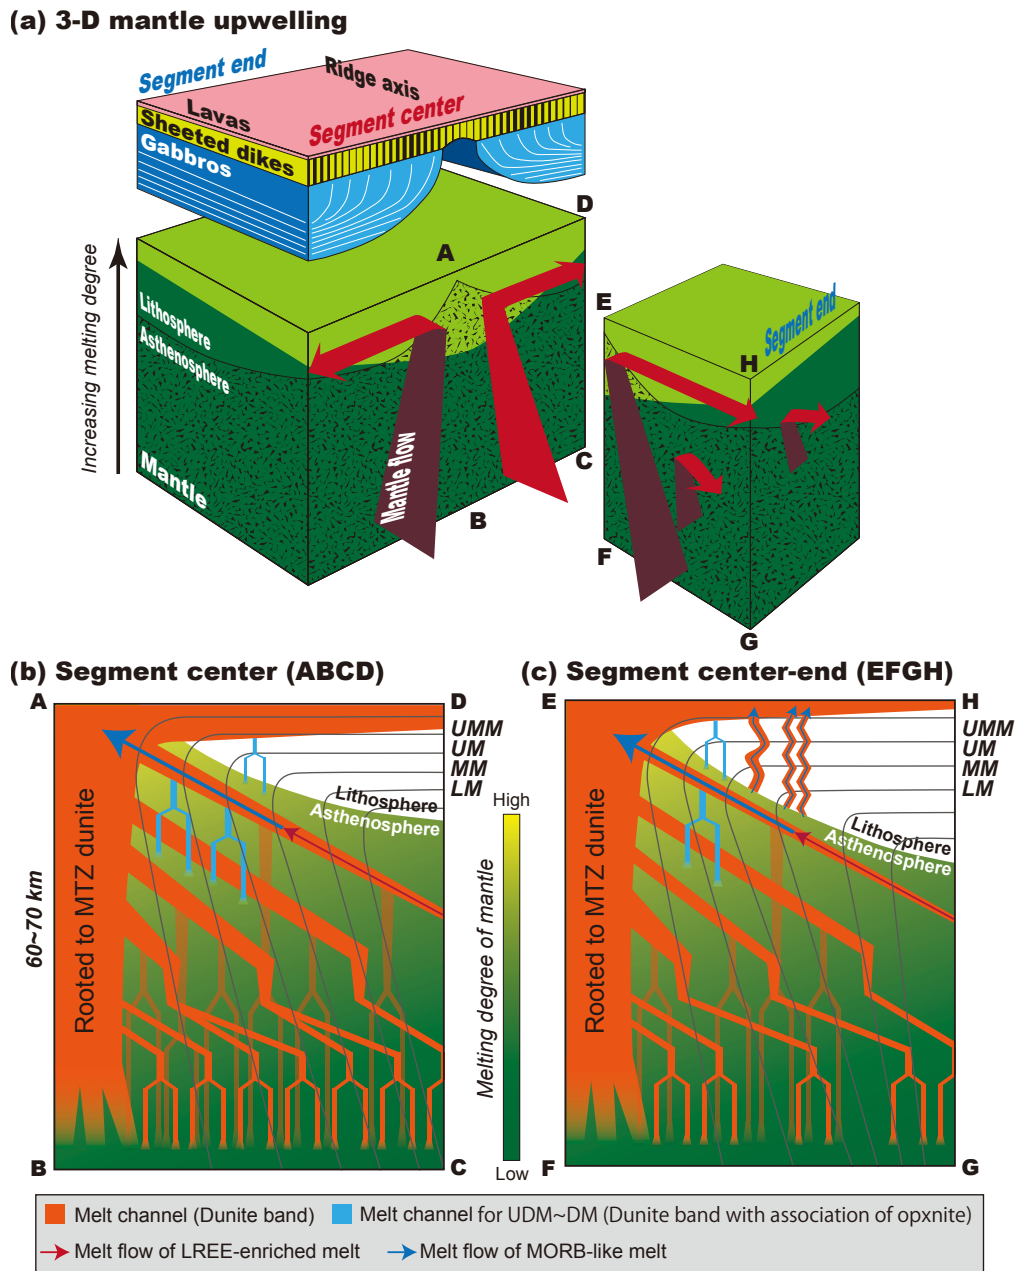 (a) 3-D mantle upwelling
Segment end
Ridge axis
Lavas
Segment center
Sheeted dikes
Gabbros
D
A
Increasing melting degree
Lithosphere
Asthenosphere
E
Segment end
H
Mantle flow
Mantle
C
B
F
G
(b) Segment center (ABCD)
(c) Segment center-end (EFGH)
A
D
E
H
UMM
UM
MM
LM
UMM
UM
MM
LM
Lithosphere
Asthenosphere
Lithosphere
Asthenosphere
High
60~70 km
Rooted to MTZ dunite
Melting degree of mantle
Rooted to MTZ dunite
Low
B
C
F
G
Melt channel (Dunite band)
Melt channel for UDM~DM (Dunite band with association of opxnite)
Melt flow of LREE-enriched melt
Melt flow of MORB-like melt